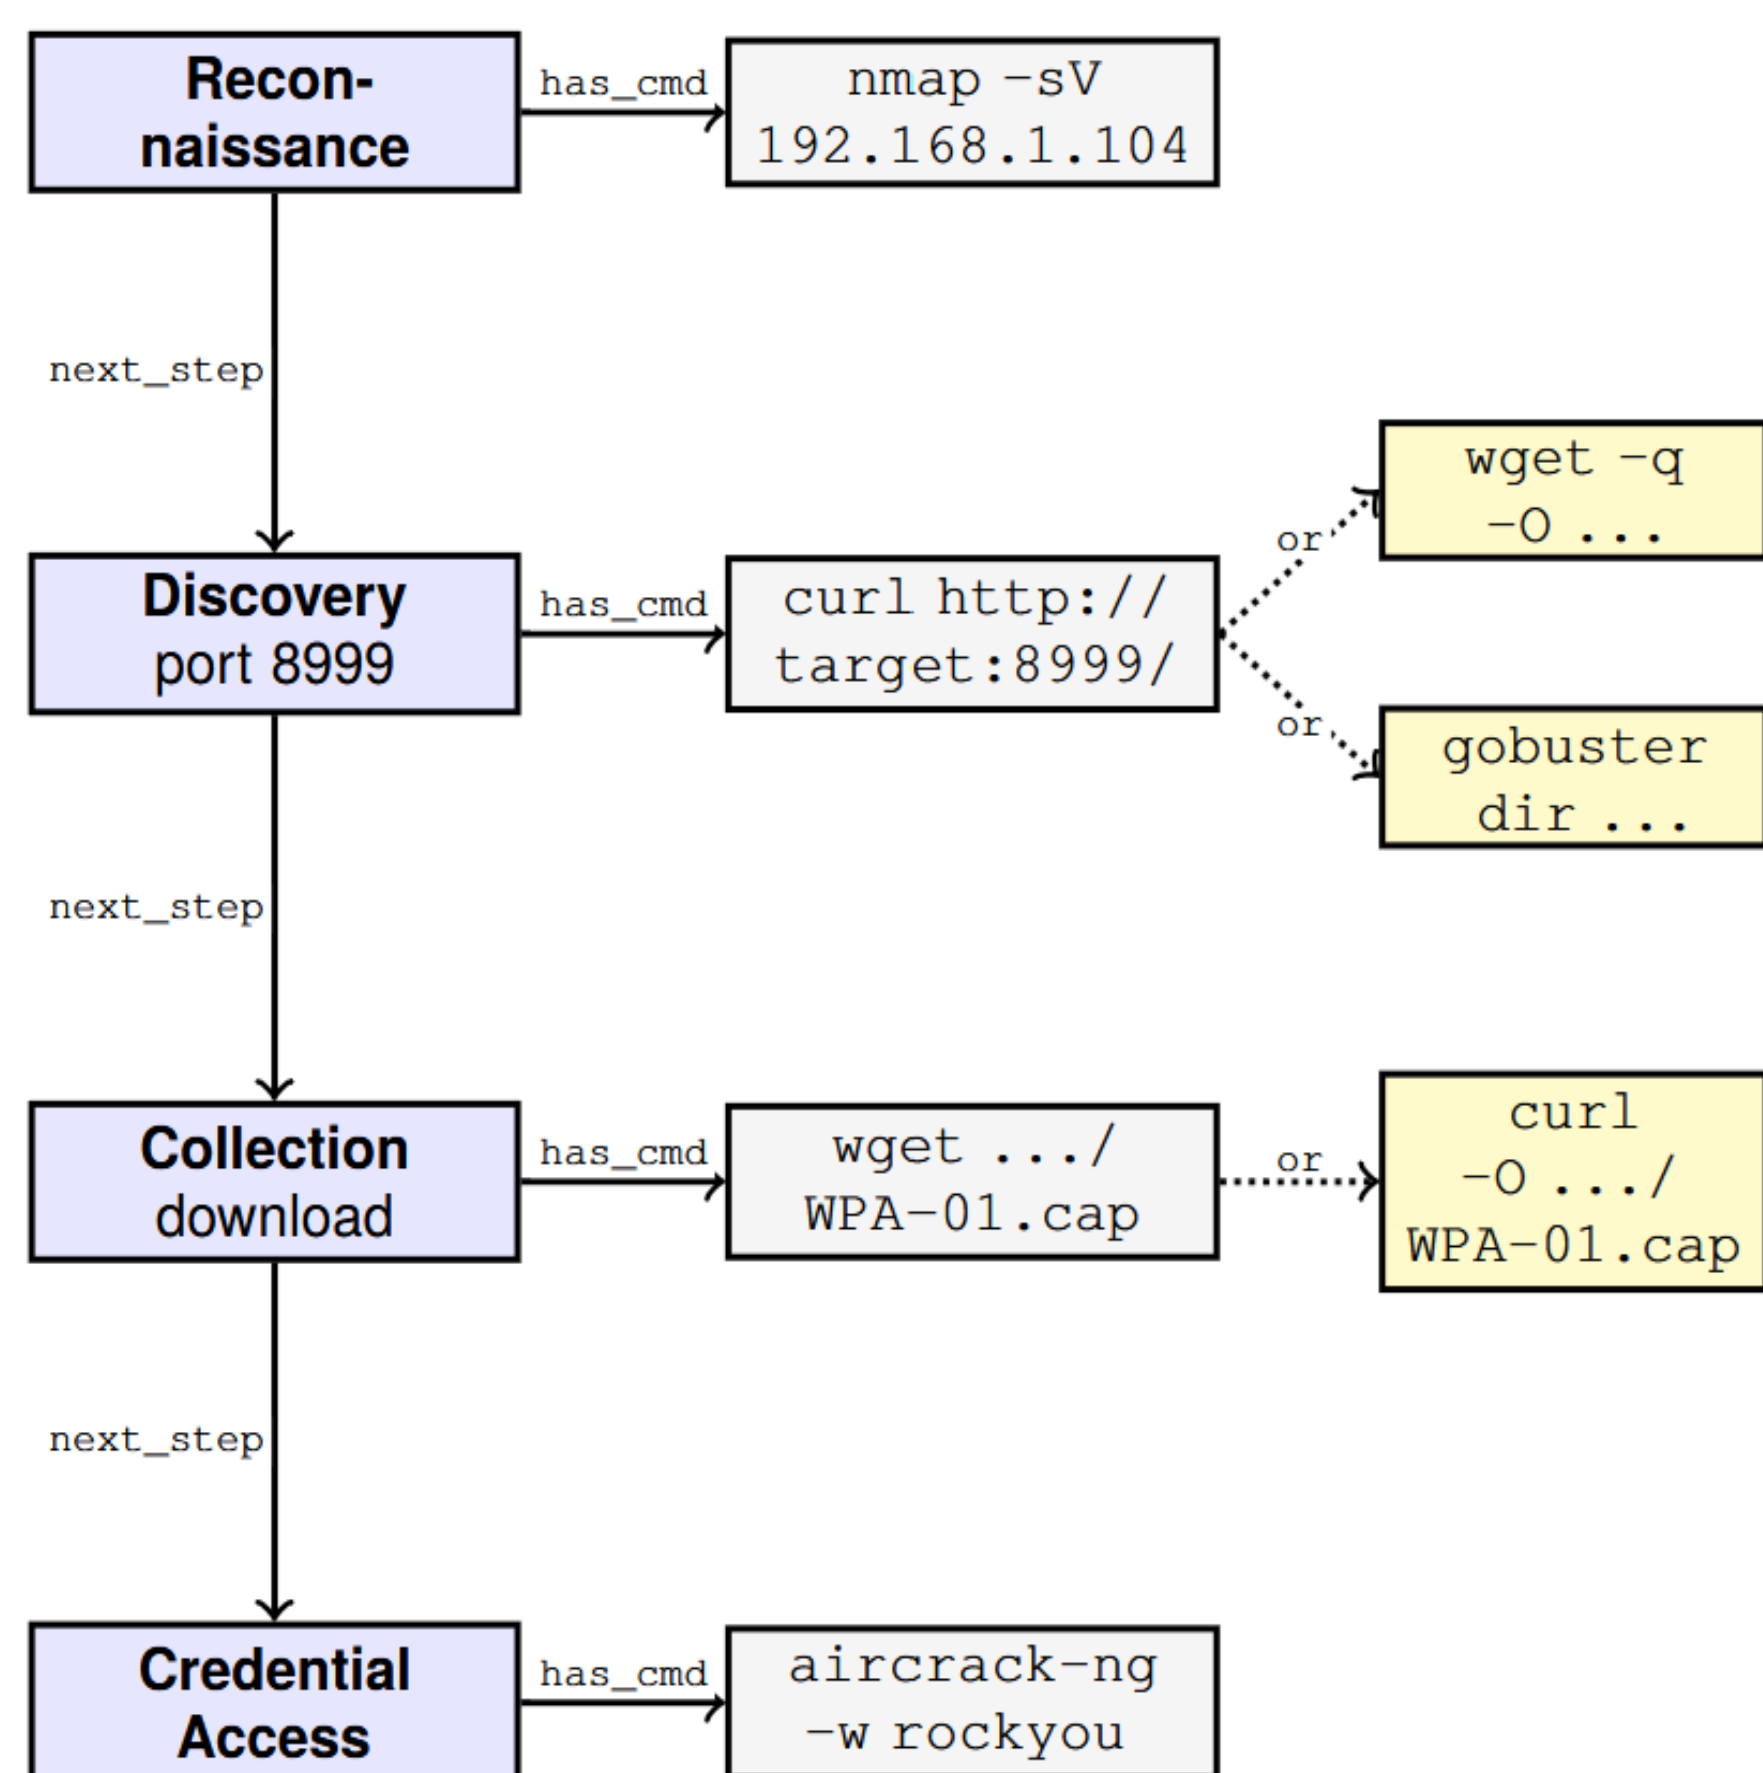 Recon-
naissance
has_cmd
nmap -sV
192.168.1.104
next_step
Discovery
port 8999
has_cmd
curl http://
target:8999/
or
wget -q
-O ...
or
gobuster
dir ...
next_step
Collection
download
has_cmd
wget .../
WPA-01.cap
or
curl
-O .../
WPA-01.cap
next_step
Credential
Access
has_cmd
aircrack-ng
-w rockyou